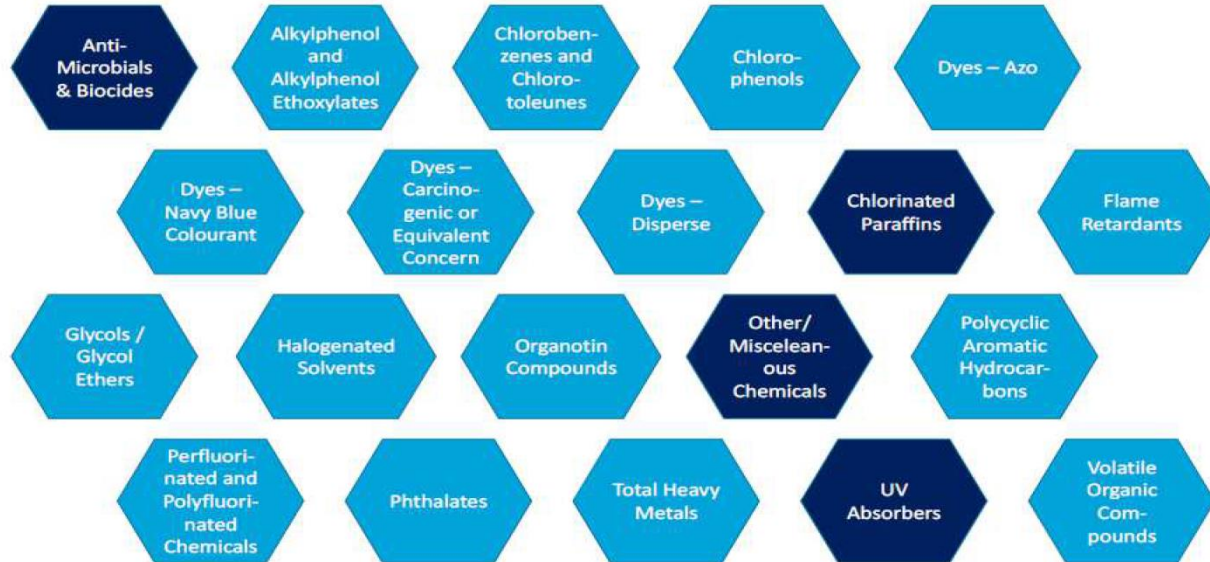 Anti-
Microbials
& Biocides
Alkylphenol
and
Alkylphenol
Ethoxylates
Chloroben-
zenes and
Chloro-
toleunes
Chloro-
phenols
Dyes – Azo
Dyes –
Navy Blue
Colourant
Dyes –
Carcino-
genic or
Equivalent
Concern
Dyes –
Disperse
Chlorinated
Paraffins
Flame
Retardants
Glycols /
Glycol
Ethers
Halogenated
Solvents
Organotin
Compounds
Other/
Miscelean-
ous
Chemicals
Polycyclic
Aromatic
Hydrocar-
bons
Perfluori-
nated and
Polyfluori-
nated
Chemicals
Phthalates
Total Heavy
Metals
UV
Absorbers
Volatile
Organic
Com-
pounds